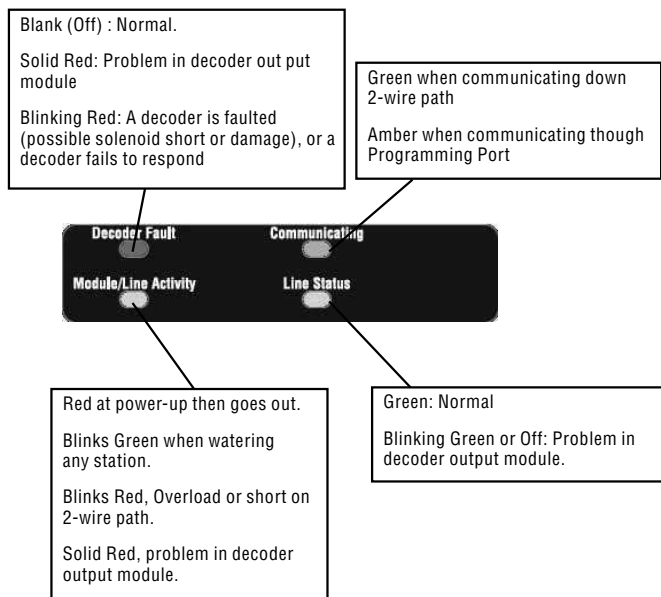 Blank (Off) : Normal.
Solid Red: Problem in decoder out put
module
Blinking Red: A decoder is faulted
(possible solenoid short or damage), or a
decoder fails to respond
Green when communicating down
2-wire path
Amber when communicating though
Programming Port
Decoder Fault
Communicating
Module/Line Activity
Line Status
Red at power-up then goes out.
Blinks Green when watering
any station.
Blinks Red, Overload or short on
2-wire path.
Solid Red, problem in decoder
output module.
Green: Normal
Blinking Green or Off: Problem in
decoder output module.